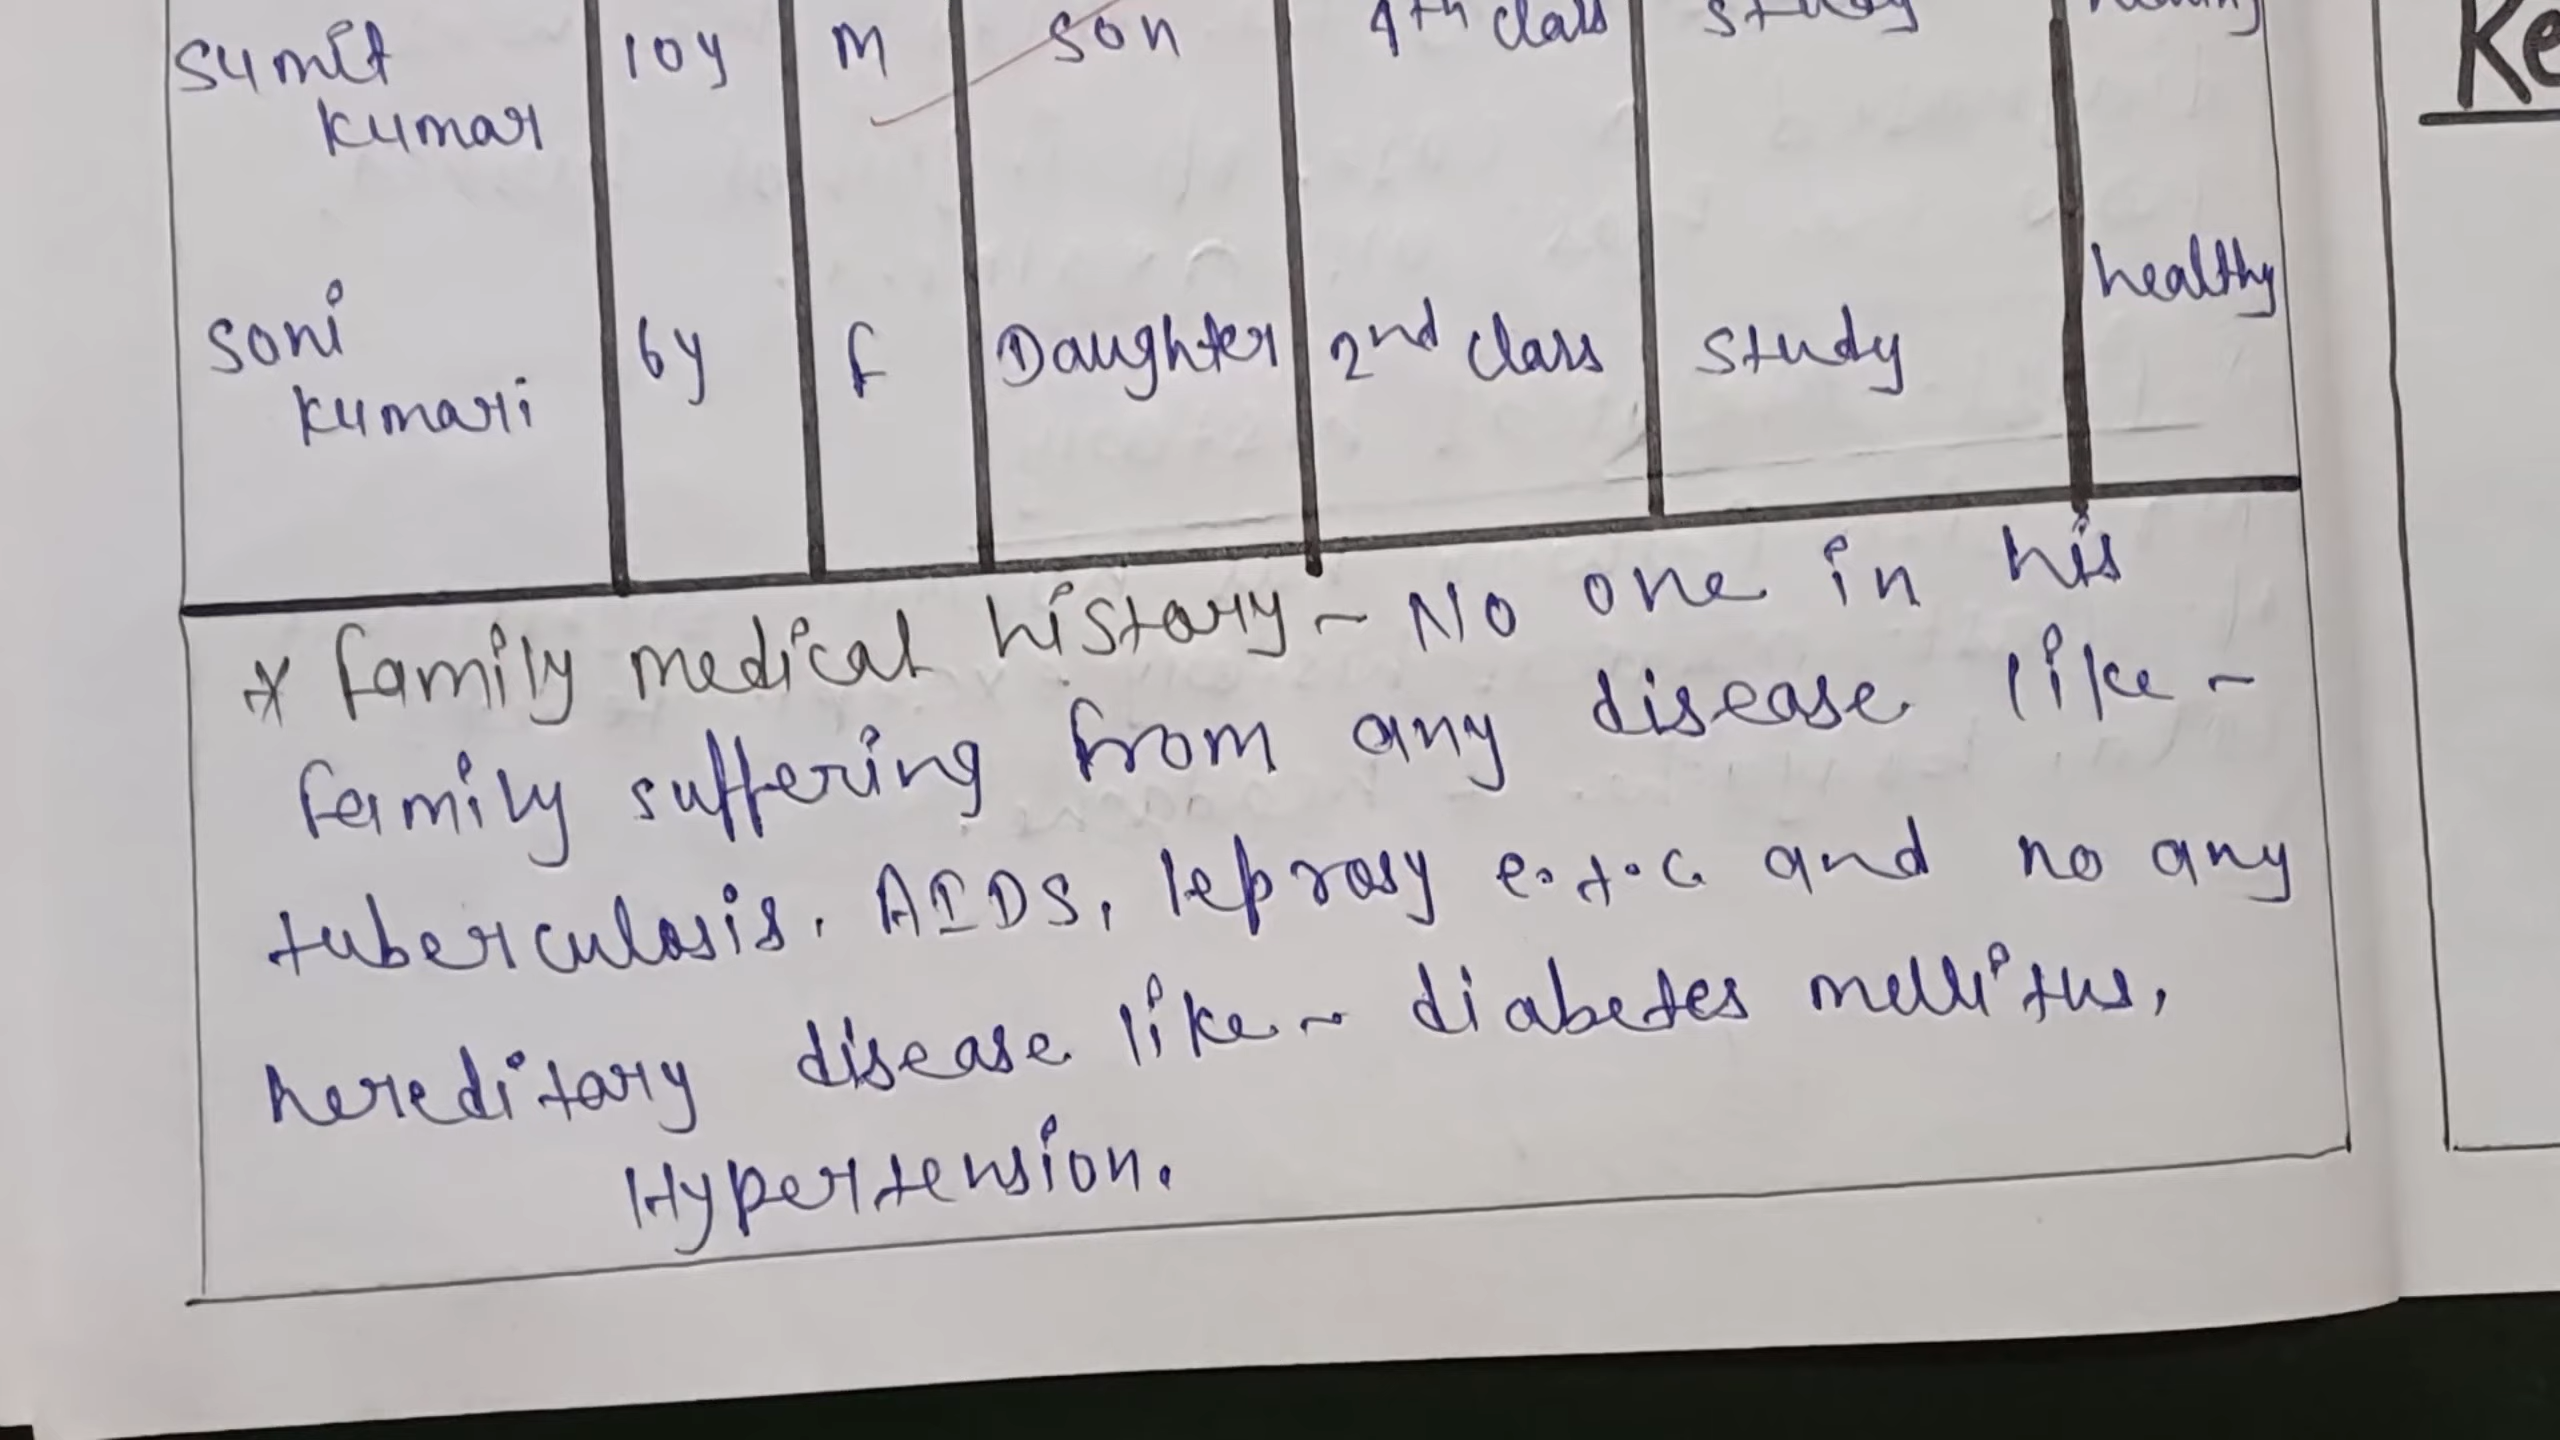 Sumit 10y M son 4th class study
Kumar
healthy
Soni 6y f Daughter 2nd class study
Kumari
* family medical history ~ No one in his
family suffering from any disease like ~
tuberculosis, AIDS, leprosy e.t.c and no any
hereditary disease like ~ diabetes mellitus,
Hypertension.
Ke